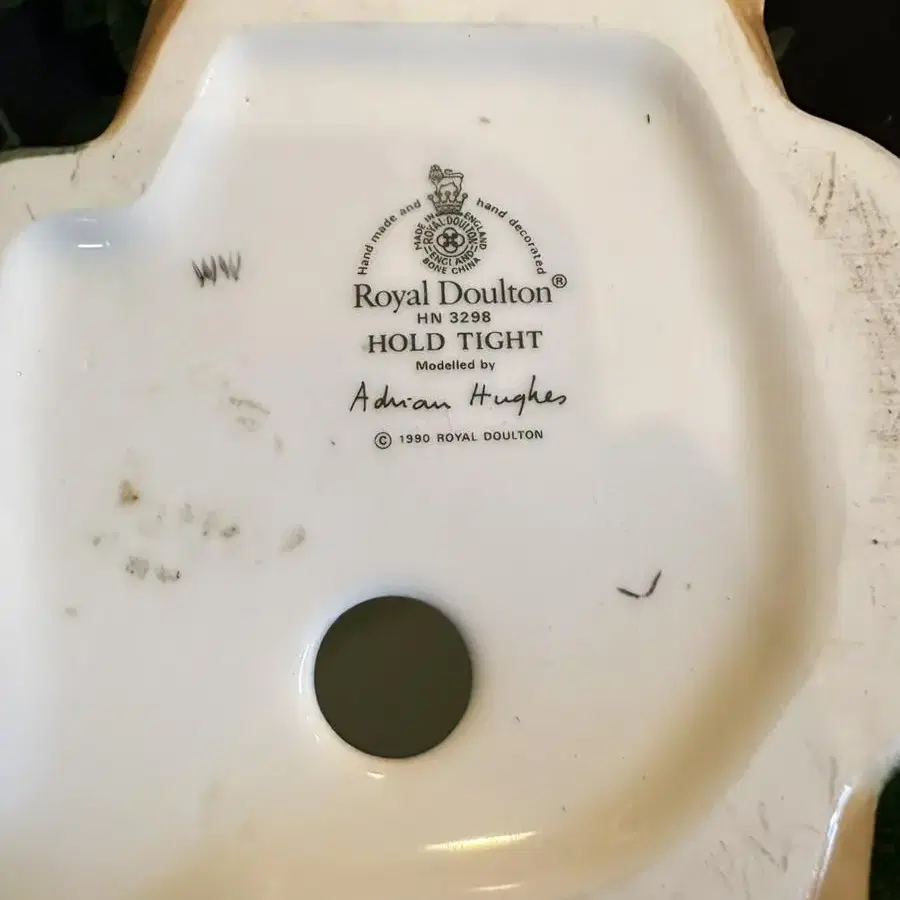 Hand made and hand decorated
MADE IN ENGLAND
ROYAL DOULTON
ENGLAND
BONE CHINA
Royal Doulton®
HN 3298
HOLD TIGHT
Modelled by
Adrian Hughes
© 1990 ROYAL DOULTON
WW